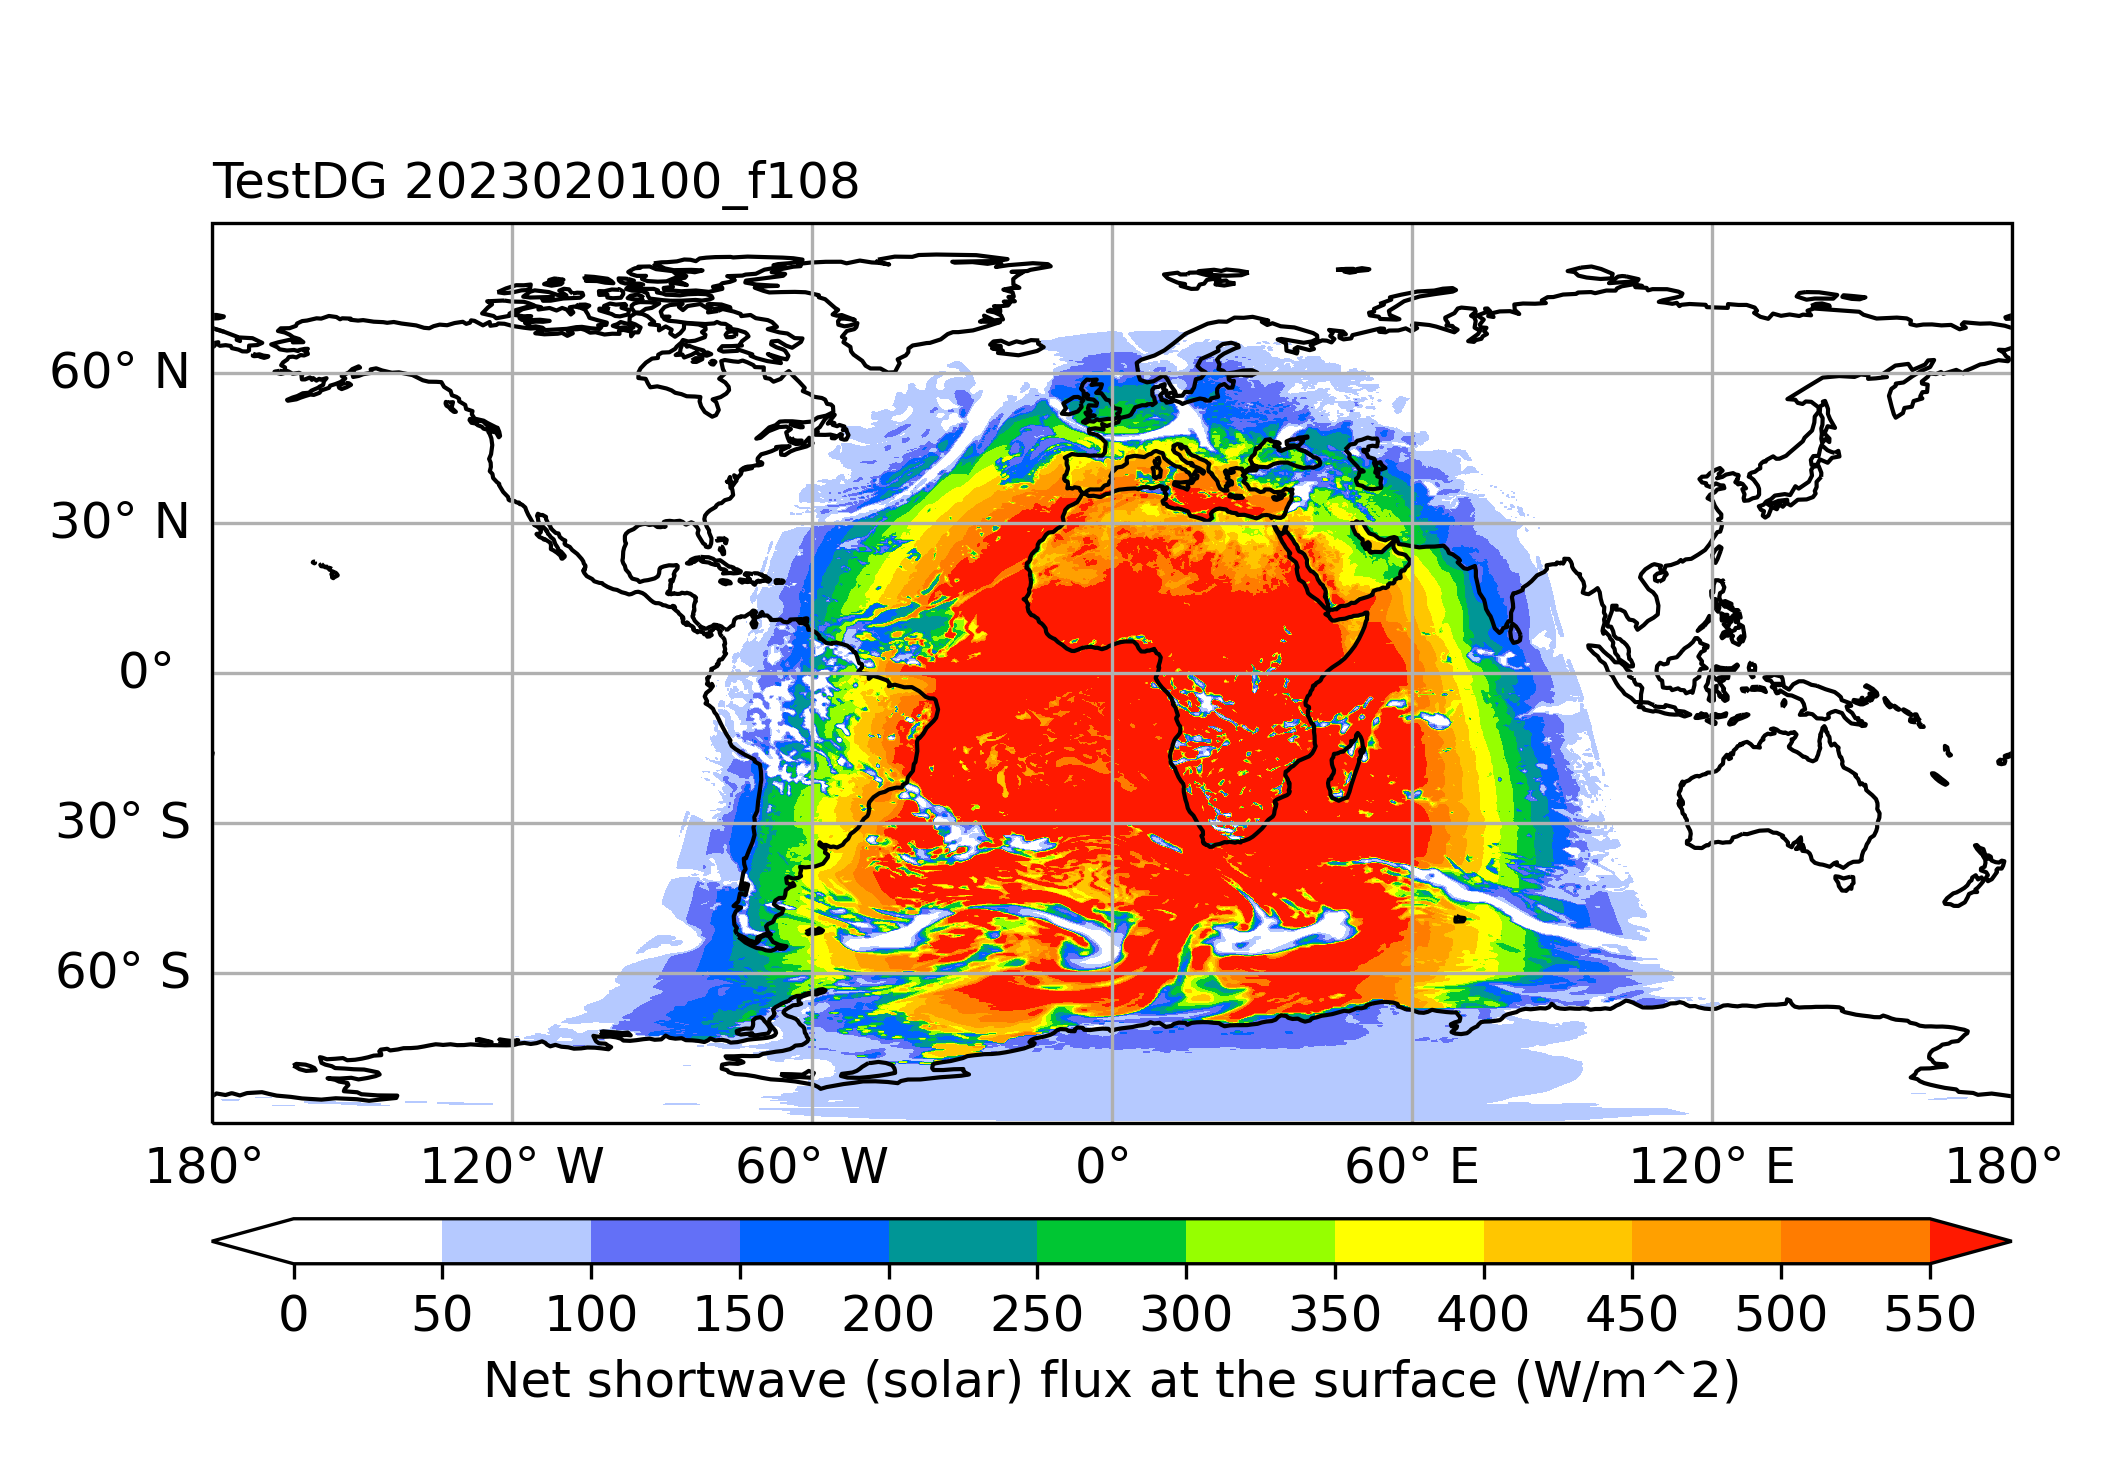 TestDG 2023020100_f108
60° N
30° N
0°
30° S
60° S
180° 120° W 60° W 0° 60° E 120° E 180°
0 50 100 150 200 250 300 350 400 450 500 550
Net shortwave (solar) flux at the surface (W/m^2)